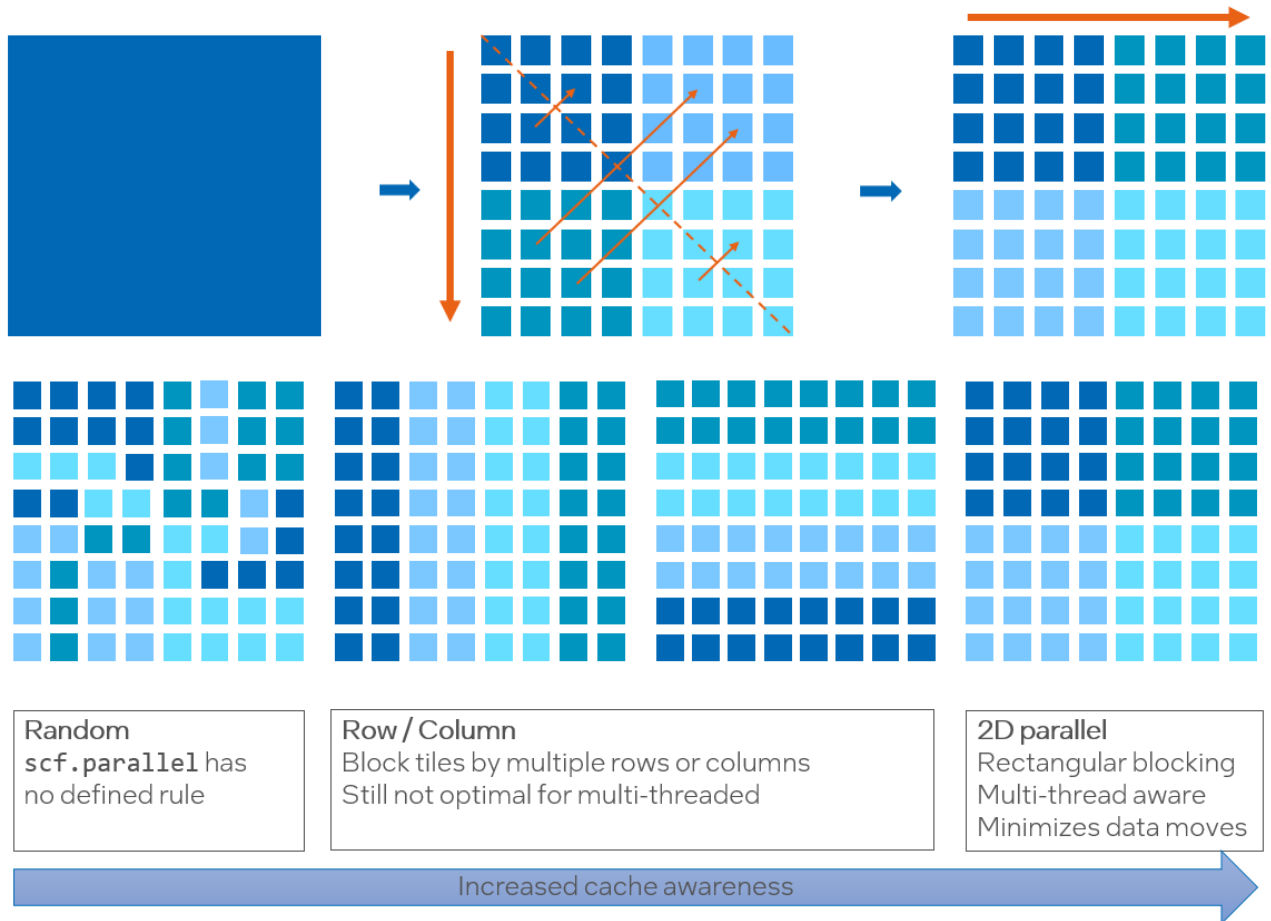 Random
scf.parallel has
no defined rule
Row / Column
Block tiles by multiple rows or columns
Still not optimal for multi-threaded
2D parallel
Rectangular blocking
Multi-thread aware
Minimizes data moves
Increased cache awareness